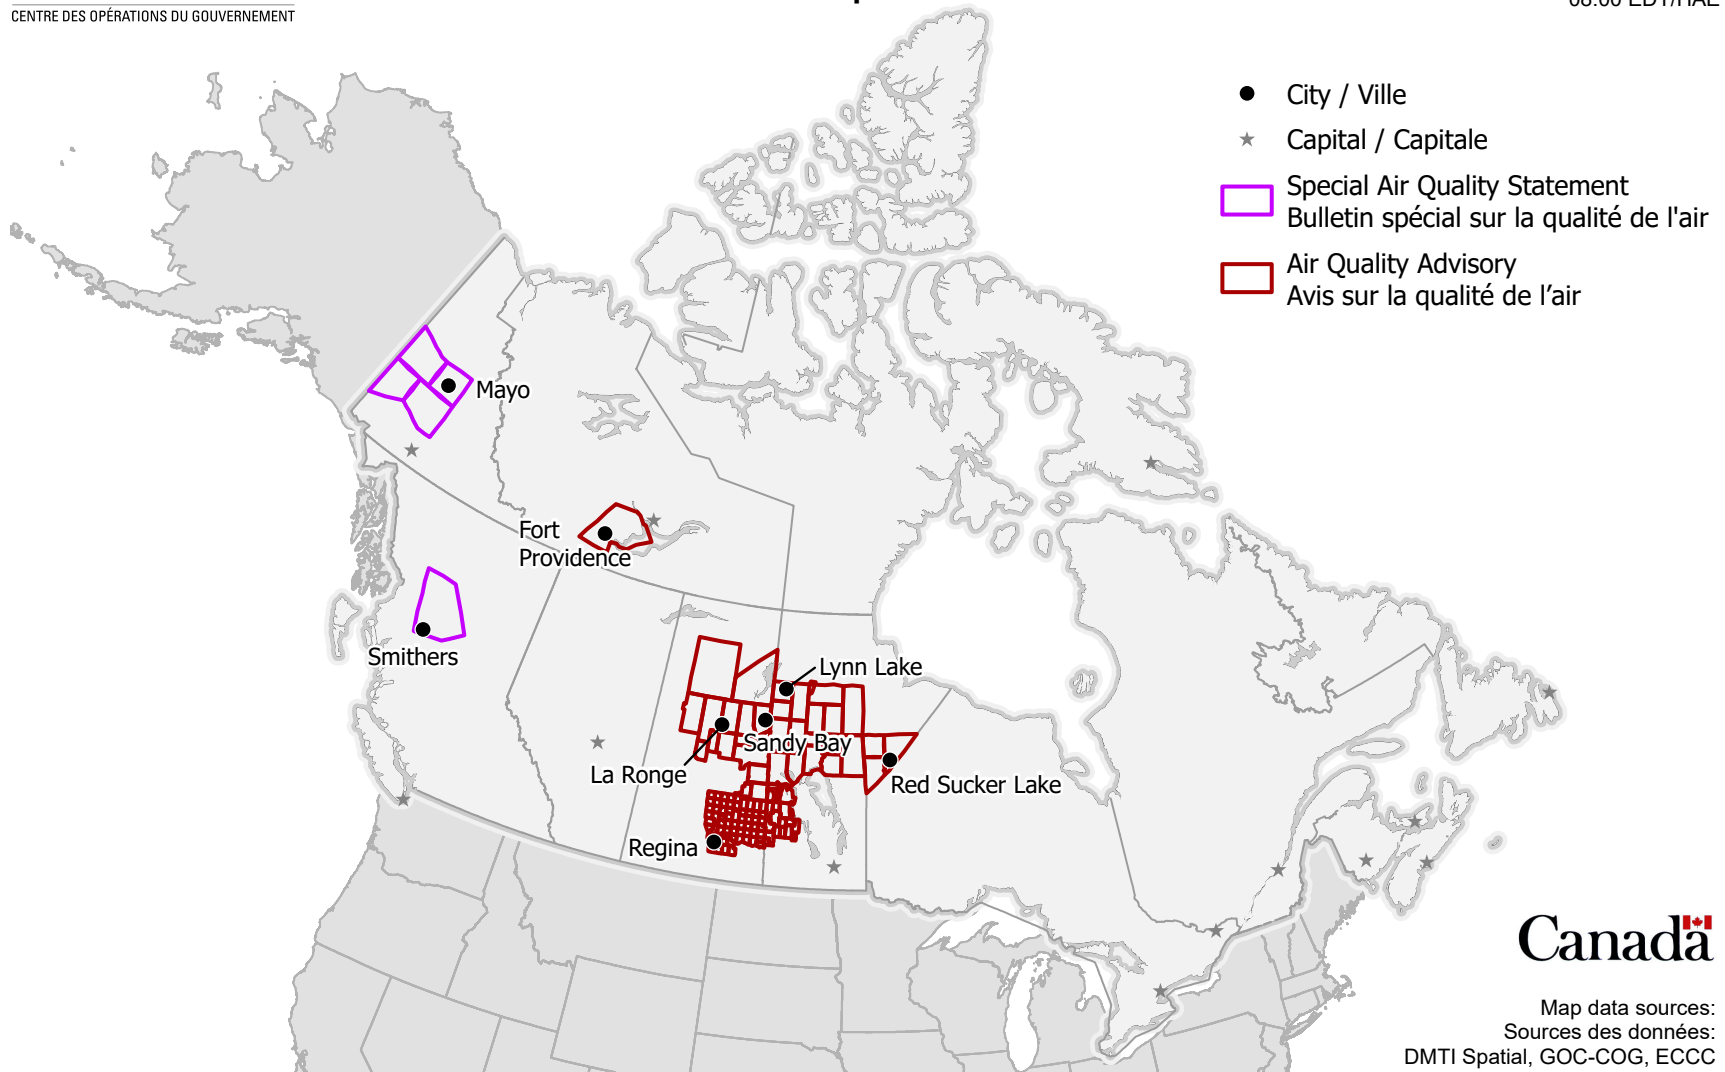 CENTRE DES OPÉRATIONS DU GOUVERNEMENT
City / Ville
Capital / Capitale
Special Air Quality Statement
Bulletin spécial sur la qualité de l'air
Air Quality Advisory
Avis sur la qualité de l’air
Mayo
Fort
Providence
Smithers
Lynn Lake
Sandy Bay
La Ronge
Red Sucker Lake
Regina
Canada
Map data sources:
Sources des données:
DMTI Spatial, GOC-COG, ECCC